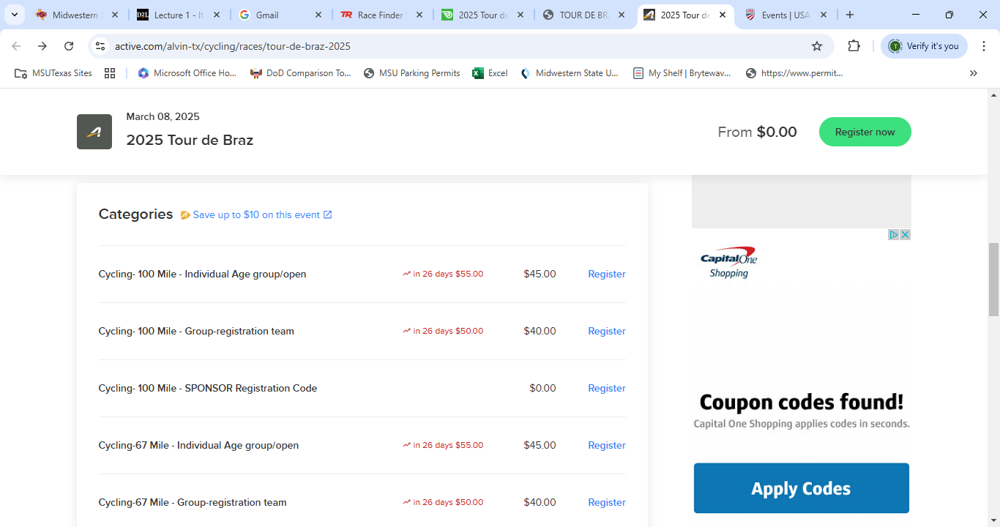 Midwestern S
D2L
Lecture 1 - It
Gmail
TR
Race Finder
2025 Tour de
TOUR DE BR
2025 Tour de
Events | USA
active.com/alvin-tx/cycling/races/tour-de-braz-2025
T
Verify it's you
MSUTexas Sites
Microsoft Office Ho...
DoD Comparison To...
MSU Parking Permits
Excel
Midwestern State U...
My Shelf | Brytewav...
https://www.permit...
March 08, 2025
2025 Tour de Braz
From $0.00
Register now
Categories
Save up to $10 on this event
Cycling- 100 Mile - Individual Age group/open in 26 days $55.00 $45.00 Register
Cycling- 100 Mile - Group-registration team in 26 days $50.00 $40.00 Register
Cycling- 100 Mile - SPONSOR Registration Code $0.00 Register
Cycling-67 Mile - Individual Age group/open in 26 days $55.00 $45.00 Register
Cycling-67 Mile - Group-registration team in 26 days $50.00 $40.00 Register
Capital One
Shopping
Coupon codes found!
Capital One Shopping applies codes in seconds.
Apply Codes